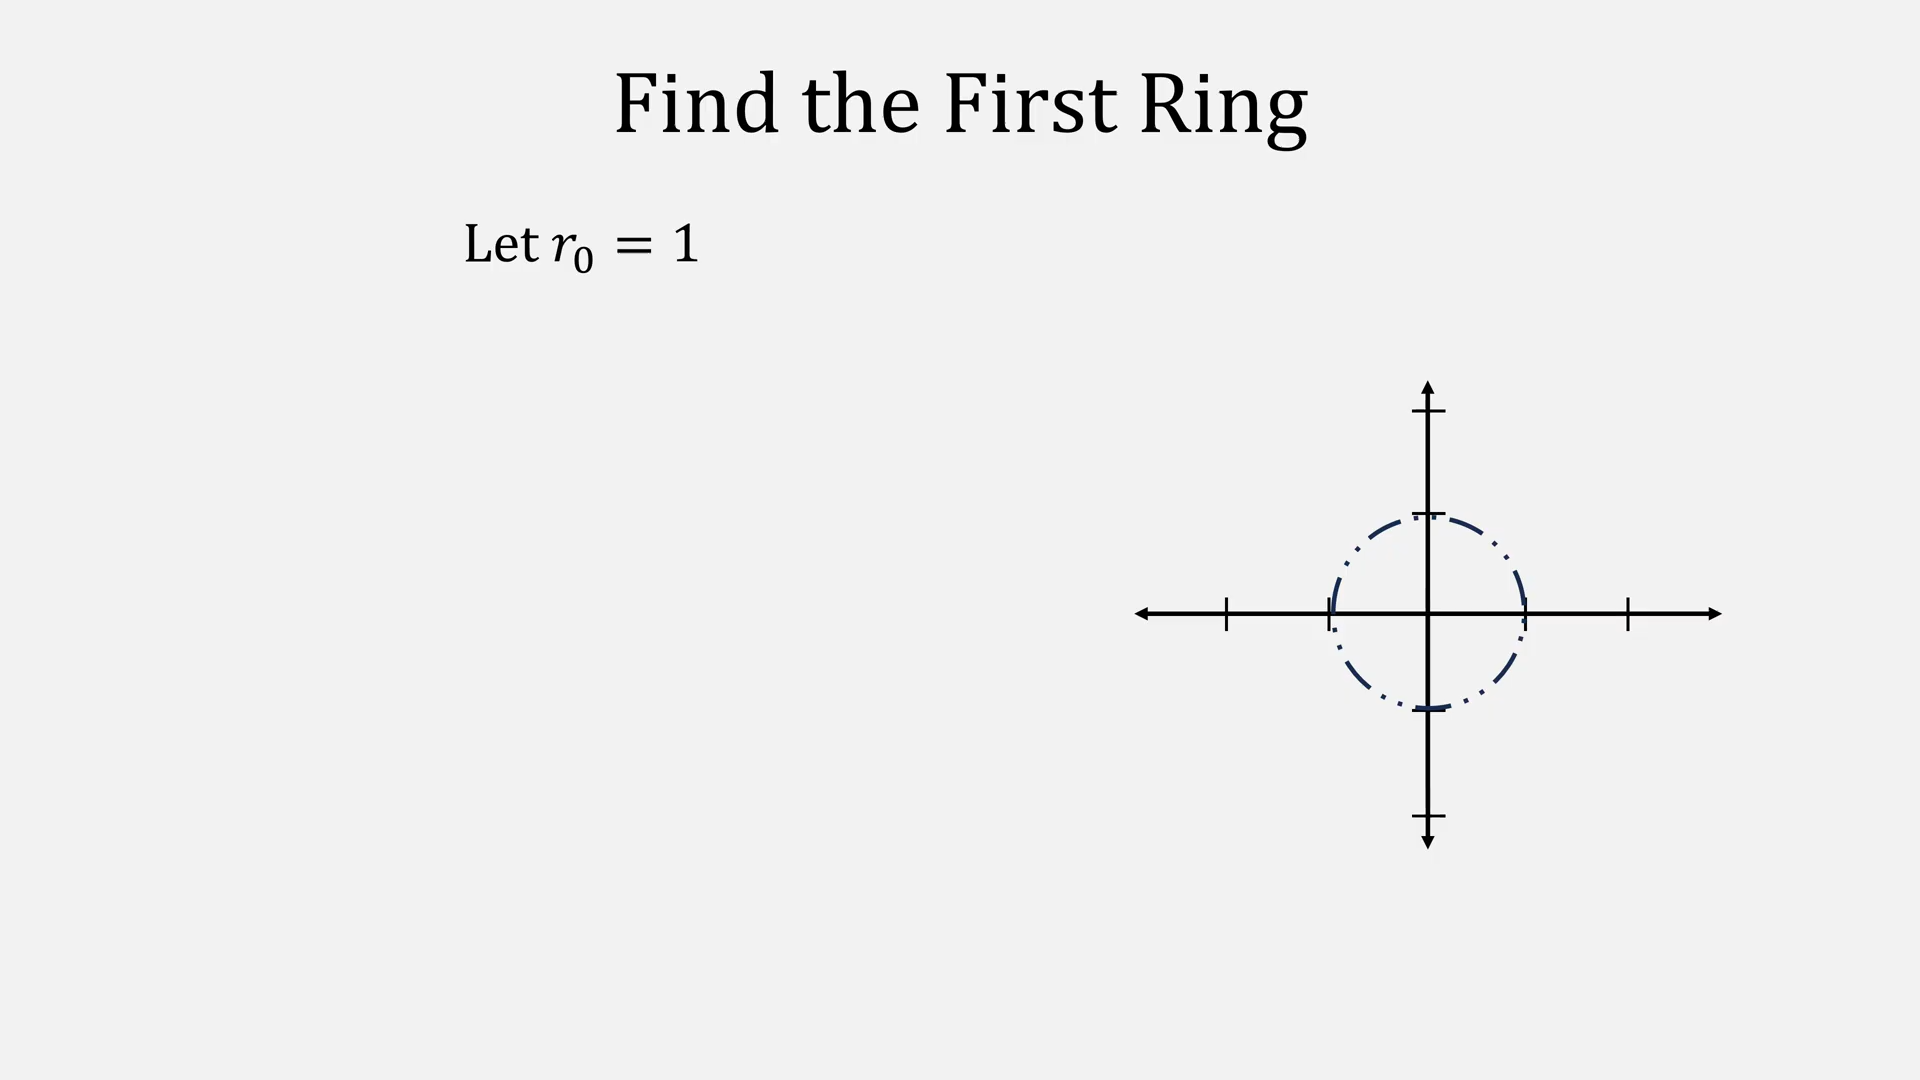 Find the First Ring
Let r₀ = 1